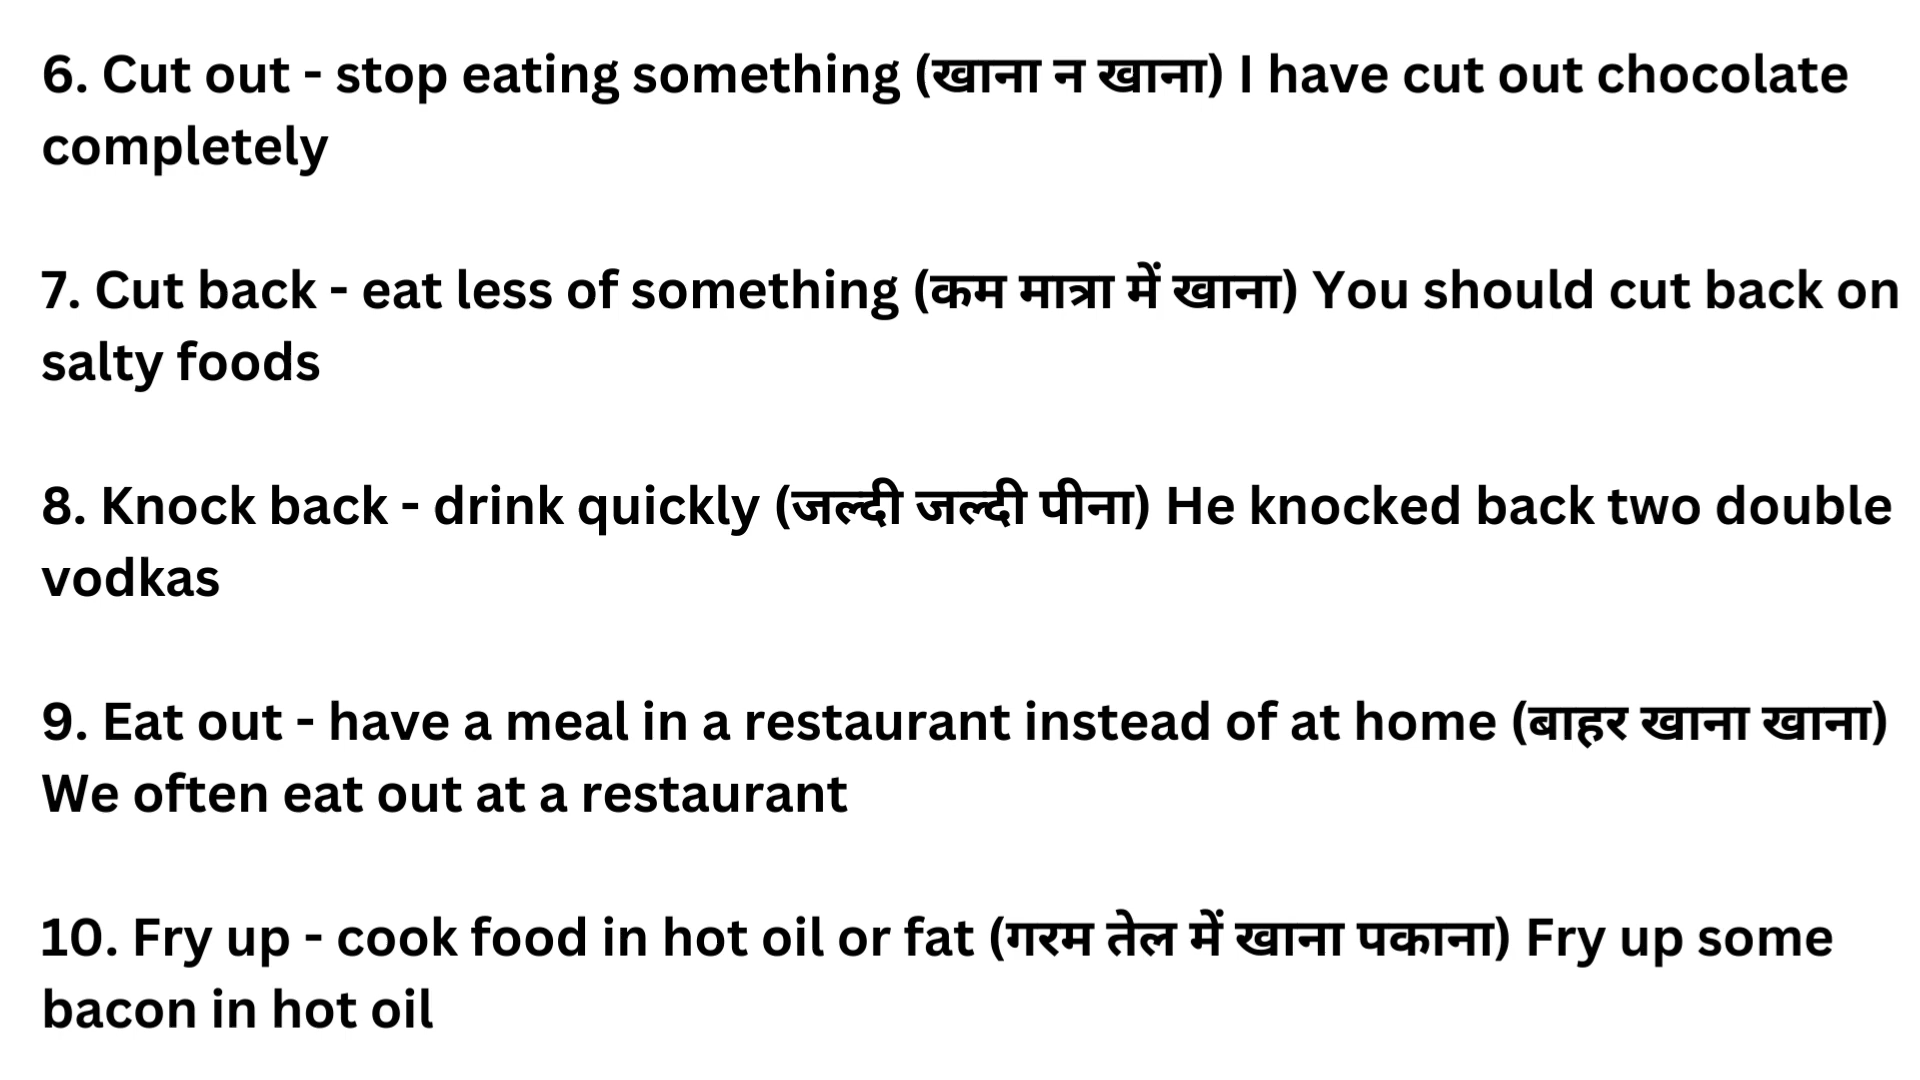 6. Cut out - stop eating something (खाना न खाना) I have cut out chocolate
completely
7. Cut back - eat less of something (कम मात्रा में खाना) You should cut back on
salty foods
8. Knock back - drink quickly (जल्दी जल्दी पीना) He knocked back two double
vodkas
9. Eat out - have a meal in a restaurant instead of at home (बाहर खाना खाना)
We often eat out at a restaurant
10. Fry up - cook food in hot oil or fat (गरम तेल में खाना पकाना) Fry up some
bacon in hot oil